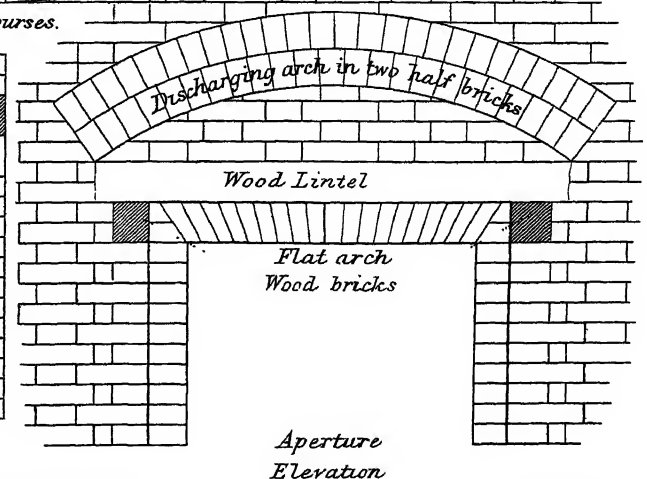 urses.
Discharging arch in two half bricks
Wood Lintel
Flat arch
Wood bricks
Aperture
Elevation